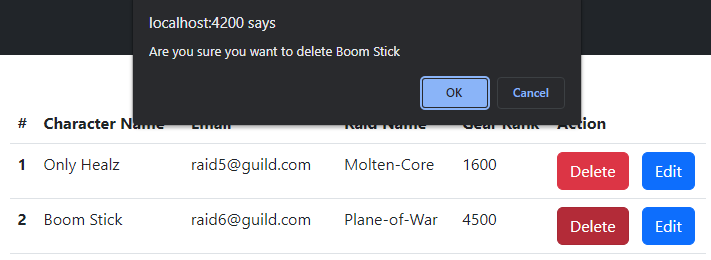 localhost:4200 says
Are you sure you want to delete Boom Stick
OK Cancel
# Character Name Email Raid Name Gear Rank Action
1 Only Healz raid5@guild.com Molten-Core 1600 Delete Edit
2 Boom Stick raid6@guild.com Plane-of-War 4500 Delete Edit